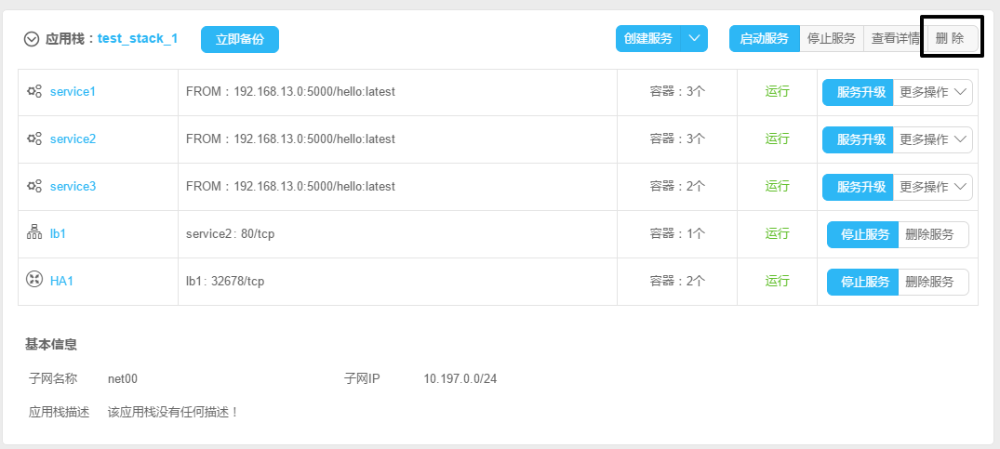 应用栈：test_stack_1 立即备份 创建服务 启动服务 停止服务 查看详情 删 除
service1 FROM：192.168.13.0:5000/hello:latest 容器：3个 运行 服务升级 更多操作
service2 FROM：192.168.13.0:5000/hello:latest 容器：3个 运行 服务升级 更多操作
service3 FROM：192.168.13.0:5000/hello:latest 容器：2个 运行 服务升级 更多操作
lb1 service2: 80/tcp 容器：1个 运行 停止服务 删除服务
HA1 lb1: 32678/tcp 容器：2个 运行 停止服务 删除服务
基本信息
子网名称 net00 子网IP 10.197.0.0/24
应用栈描述 该应用栈没有任何描述！